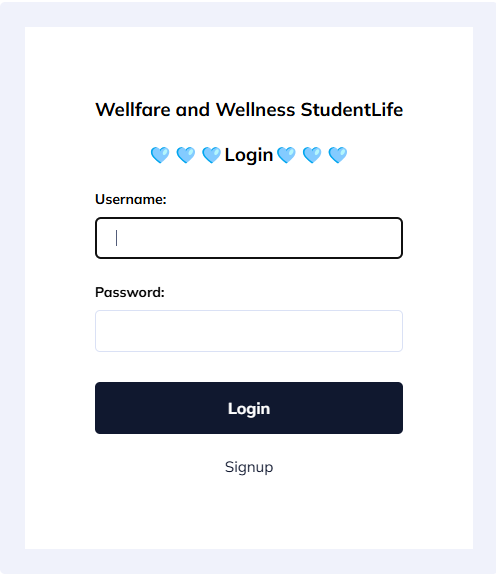 Wellfare and Wellness StudentLife
🩵🩵🩵Login🩵🩵🩵
Username:
Password:
Login
Signup